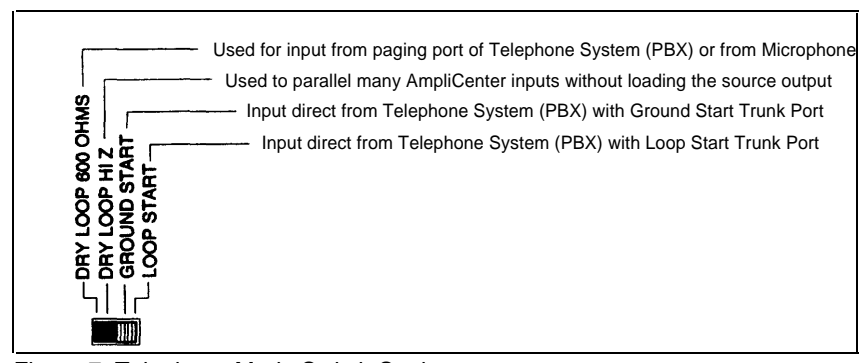 Used for input from paging port of Telephone System (PBX) or from Microphone
Used to parallel many AmpliCenter inputs without loading the source output
Input direct from Telephone System (PBX) with Ground Start Trunk Port
Input direct from Telephone System (PBX) with Loop Start Trunk Port
DRY LOOP 600 OHMS
DRY LOOP HI Z
GROUND START
LOOP START